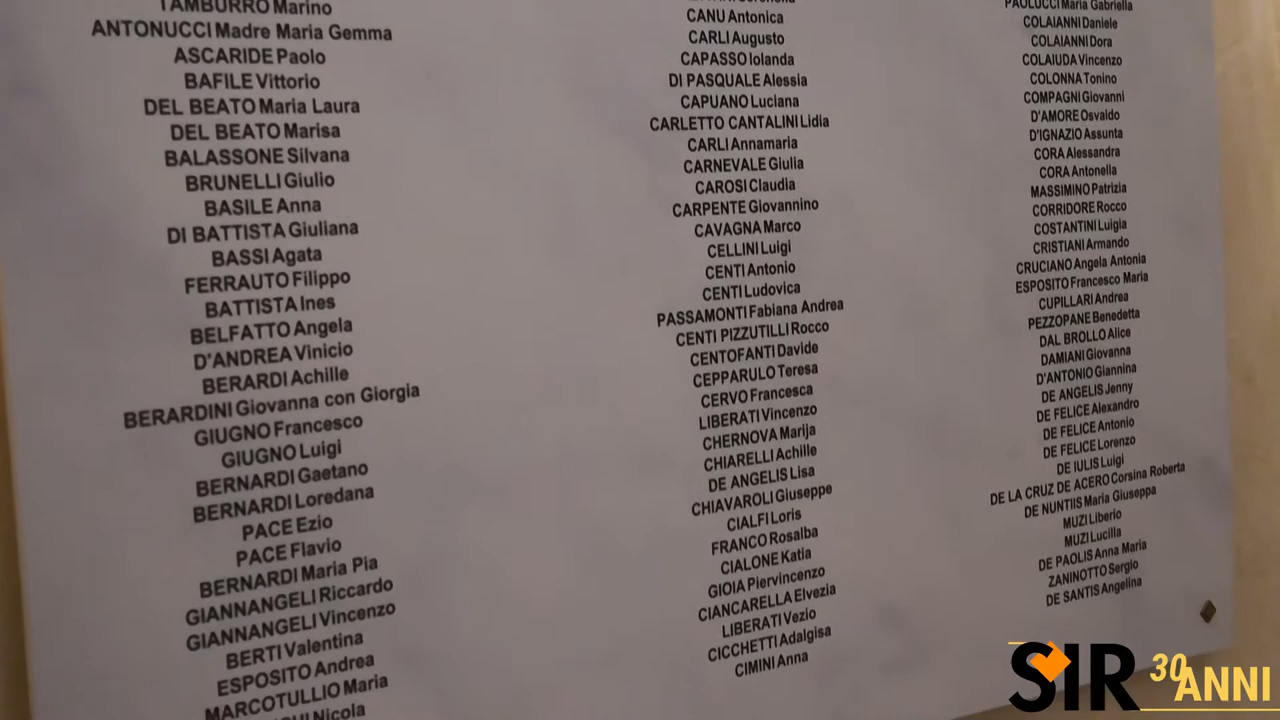 TAMBURRO Marino
ANTONUCCI Madre Maria Gemma
ASCARIDE Paolo
BAFILE Vittorio
DEL BEATO Maria Laura
DEL BEATO Marisa
BALASSONE Silvana
BRUNELLI Giulio
BASILE Anna
DI BATTISTA Giuliana
BASSI Agata
FERRAUTO Filippo
BATTISTA Ines
BELFATTO Angela
D'ANDREA Vinicio
BERARDI Achille
BERARDINI Giovanna con Giorgia
GIUGNO Francesco
GIUGNO Luigi
BERNARDI Gaetano
BERNARDI Loredana
PACE Ezio
PACE Flavio
BERNARDI Maria Pia
GIANNANGELI Riccardo
GIANNANGELI Vincenzo
BERTI Valentina
ESPOSITO Andrea
MARCOTULLIO Maria
Nicola
CANU Antonica
CARLI Augusto
CAPASSO Iolanda
DI PASQUALE Alessia
CAPUANO Luciana
CARLETTO CANTALINI Lidia
CARLI Annamaria
CARNEVALE Giulia
CAROSI Claudia
CARPENTE Giovannino
CAVAGNA Marco
CELLINI Luigi
CENTI Antonio
CENTI Ludovica
PASSAMONTI Fabiana Andrea
CENTI PIZZUTILLI Rocco
CENTOFANTI Davide
CEPPARULO Teresa
CERVO Francesca
LIBERATI Vincenzo
CHERNOVA Marija
CHIARELLI Achille
DE ANGELIS Lisa
CHIAVAROLI Giuseppe
CIALFI Loris
FRANCO Rosalba
CIALONE Katia
GIOIA Piervincenzo
CIANCARELLA Elvezia
LIBERATI Vezio
CICCHETTI Adalgisa
CIMINI Anna
PAOLUCCI Maria Gabriella
COLAIANNI Daniele
COLAIANNI Dora
COLAIUDA Vincenzo
COLONNA Tonino
COMPAGNI Giovanni
D'AMORE Osvaldo
D'IGNAZIO Assunta
CORA Alessandra
CORA Antonella
MASSIMINO Patrizia
CORRIDORE Rocco
COSTANTINI Luigia
CRISTIANI Armando
CRUCIANO Angela Antonia
ESPOSITO Francesco Maria
CUPILLARI Andrea
PEZZOPANE Benedetta
DAL BROLLO Alice
DAMIANI Giovanna
D'ANTONIO Giannina
DE ANGELIS Jenny
DE FELICE Alexandro
DE FELICE Antonio
DE FELICE Lorenzo
DE IULIS Luigi
DE LA CRUZ DE ACERO Corsina Roberta
DE NUNTIIS Maria Giuseppa
MUZI Liberio
MUZI Lucilla
DE PAOLIS Anna Maria
ZANINOTTO Sergio
DE SANTIS Angelina
SIR 30 ANNI